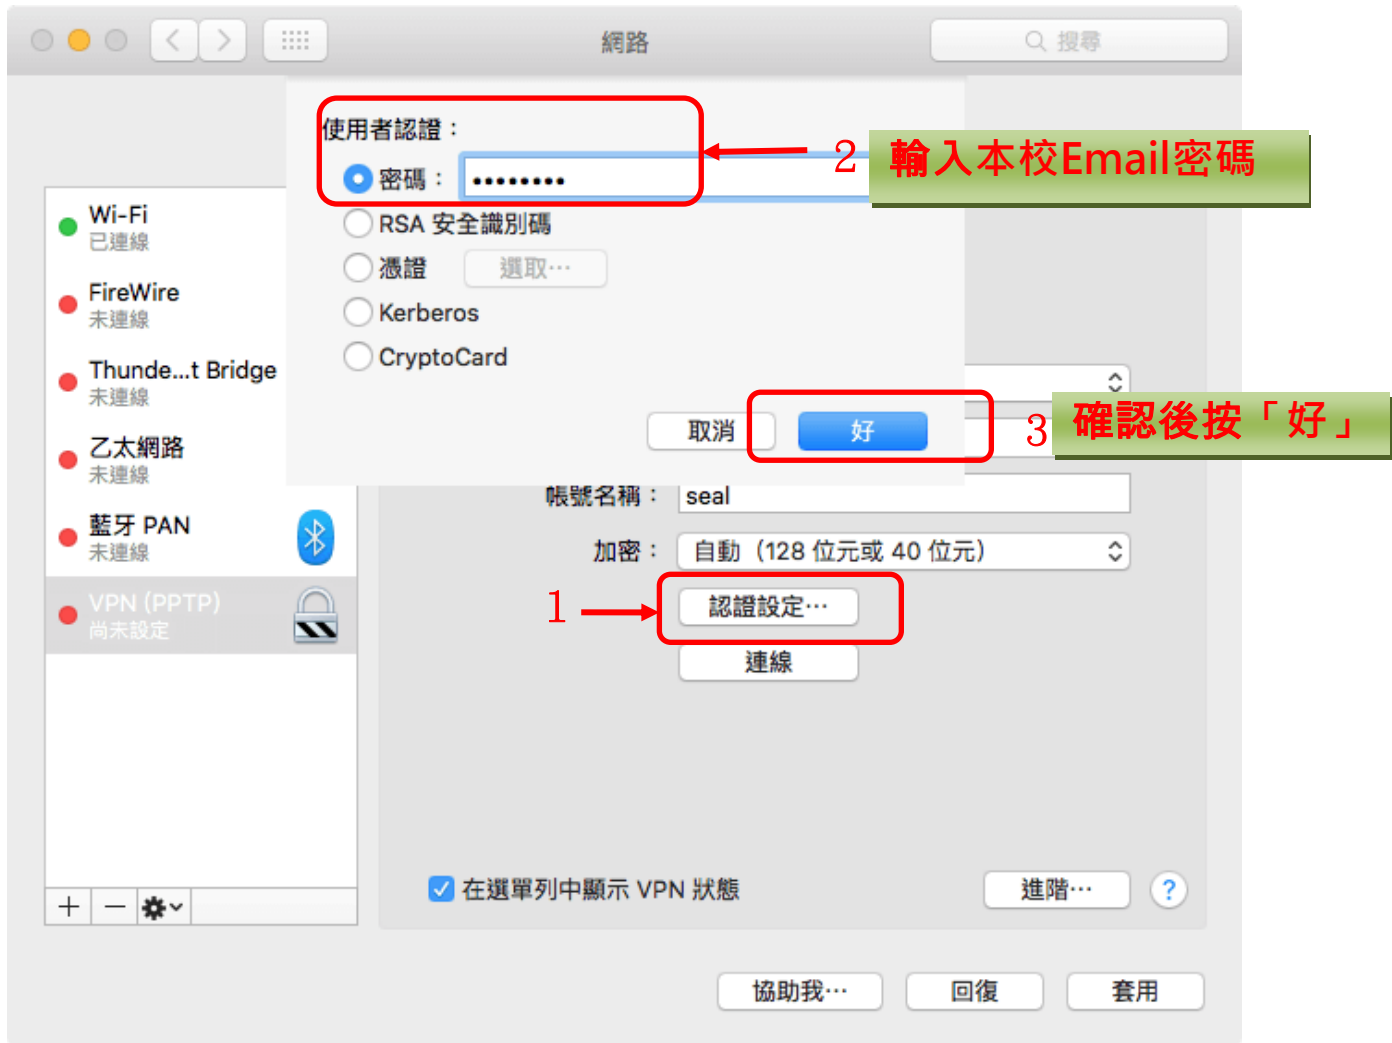 網路
搜尋
使用者認證：
密碼： ••••••••
2 輸入本校Email密碼
RSA 安全識別碼
憑證 選取…
Kerberos
CryptoCard
取消 好
3 確認後按「好」
Wi-Fi
已連線
FireWire
未連線
Thunde...t Bridge
未連線
乙太網路
未連線
藍牙 PAN
未連線
VPN (PPTP)
尚未設定
帳號名稱： seal
加密： 自動（128 位元或 40 位元）
1 認證設定…
連線
在選單列中顯示 VPN 狀態
進階… ?
協助我… 回復 套用